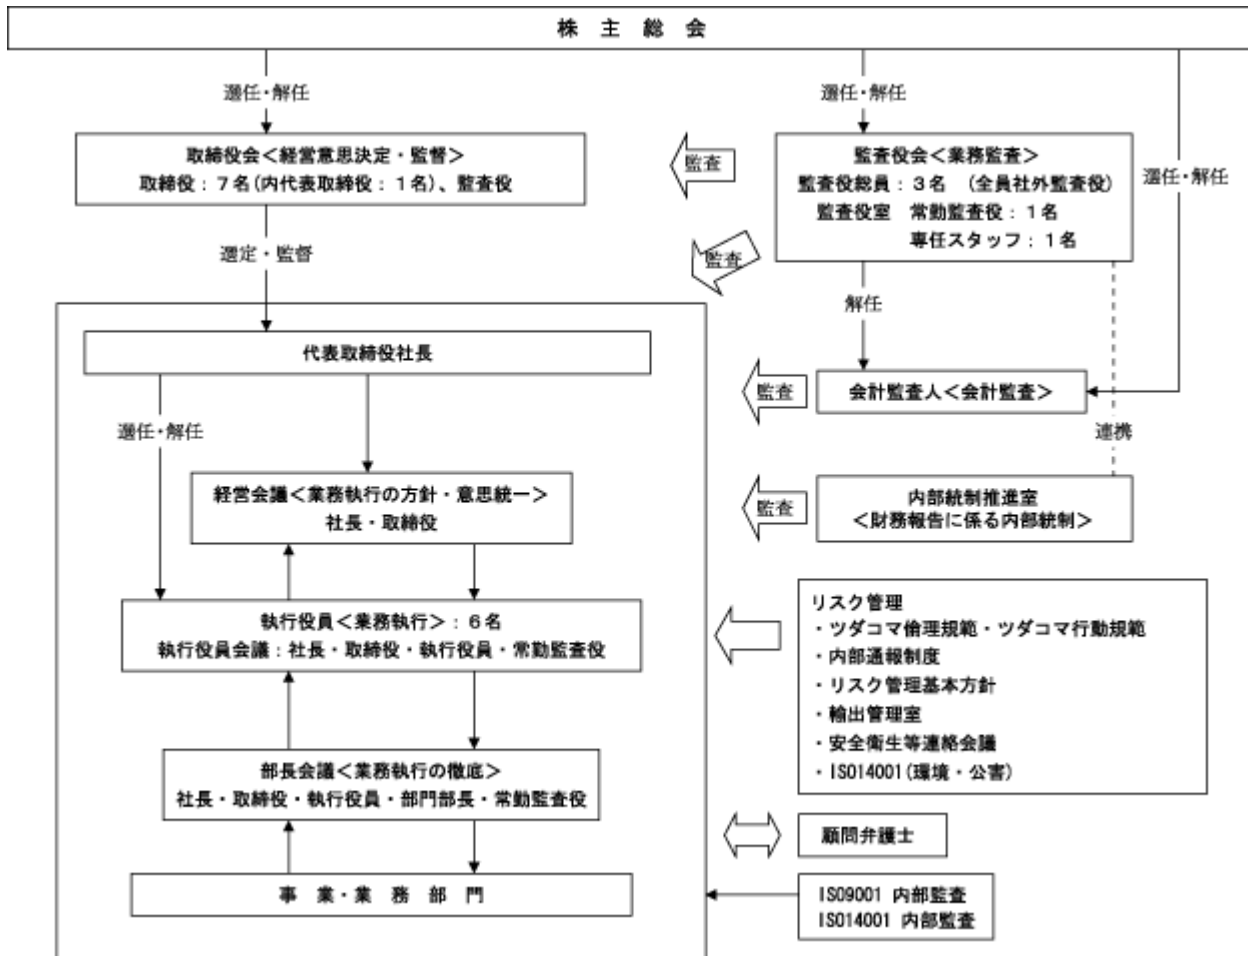 株 主 総 会
選任・解任
選任・解任
選任・解任
取締役会＜経営意思決定・監督＞
取締役：７名(内代表取締役：１名)、監査役
監査
監査役会＜業務監査＞
監査役総員：３名 (全員社外監査役)
監査役室 常勤監査役：１名
専任スタッフ：１名
選定・監督
監査
解任
代表取締役社長
監査
会計監査人＜会計監査＞
選任・解任
連携
経営会議＜業務執行の方針・意思統一＞
社長・取締役
監査
内部統制推進室
＜財務報告に係る内部統制＞
執行役員＜業務執行＞：６名
執行役員会議：社長・取締役・執行役員・常勤監査役
リスク管理
・ツダコマ倫理規範・ツダコマ行動規範
・内部通報制度
・リスク管理基本方針
・輸出管理室
・安全衛生等連絡会議
・ISO14001(環境・公害)
部長会議＜業務執行の徹底＞
社長・取締役・執行役員・部門部長・常勤監査役
顧問弁護士
事 業・業 務 部 門
ISO9001 内部監査
ISO14001 内部監査